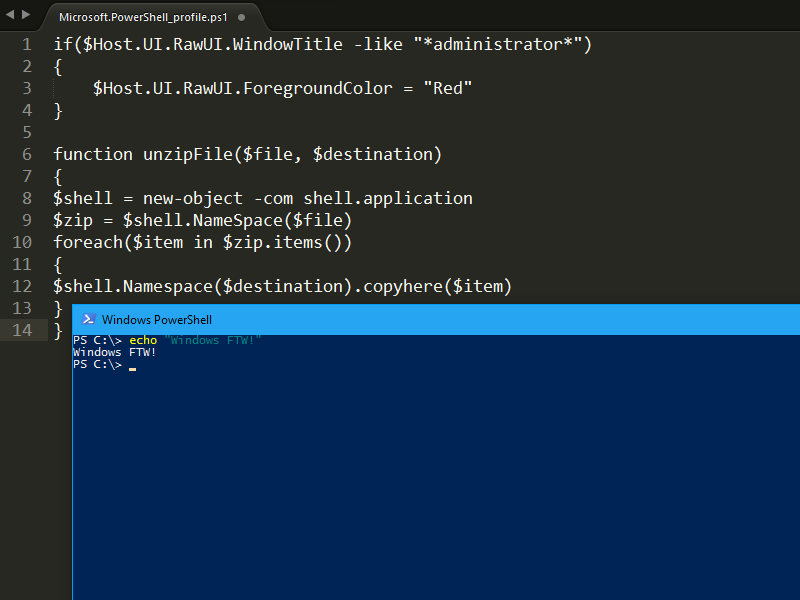 Microsoft.PowerShell_profile.ps1
1 if($Host.UI.RawUI.WindowTitle -like "*administrator*")
2 {
3     $Host.UI.RawUI.ForegroundColor = "Red"
4 }
5
6 function unzipFile($file, $destination)
7 {
8 $shell = new-object -com shell.application
9 $zip = $shell.NameSpace($file)
10 foreach($item in $zip.items())
11 {
12 $shell.Namespace($destination).copyhere($item)
13 }
14 }
Windows PowerShell
PS C:\> echo "Windows FTW!"
Windows FTW!
PS C:\> _